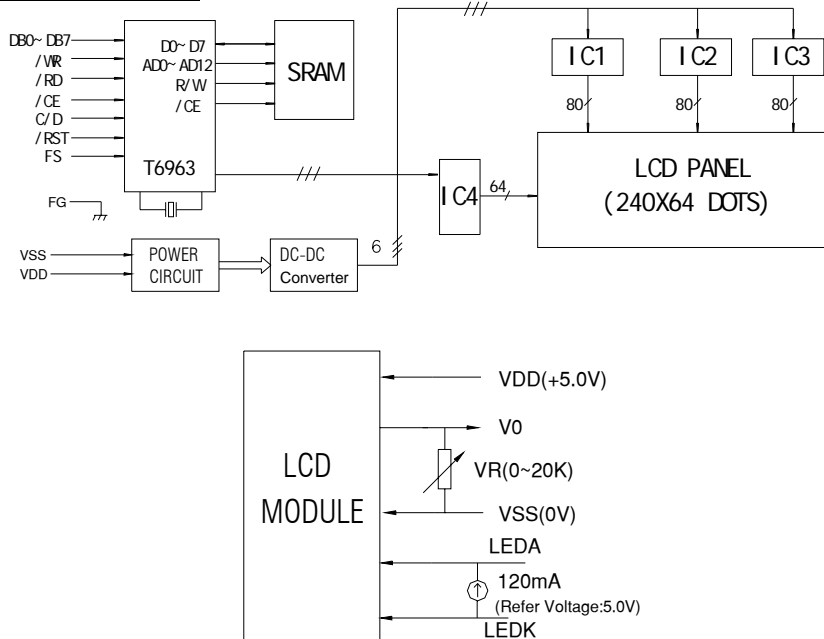 DB0~DB7
/WR
/RD
/CE
C/D
/RST
FS
D0~D7
AD0~AD12
R/W
/CE
T6963
SRAM
IC1
IC2
IC3
80
80
80
LCD PANEL
(240X64 DOTS)
IC4
64
FG
VSS
VDD
POWER
CIRCUIT
DC-DC
Converter
6
LCD
MODULE
VDD(+5.0V)
V0
VR(0~20K)
VSS(0V)
LEDA
120mA
(Refer Voltage:5.0V)
LEDK